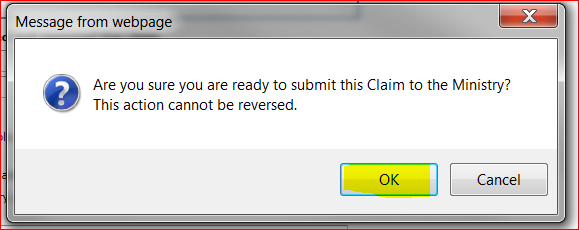 Message from webpage
Are you sure you are ready to submit this Claim to the Ministry?
This action cannot be reversed.
OK
Cancel